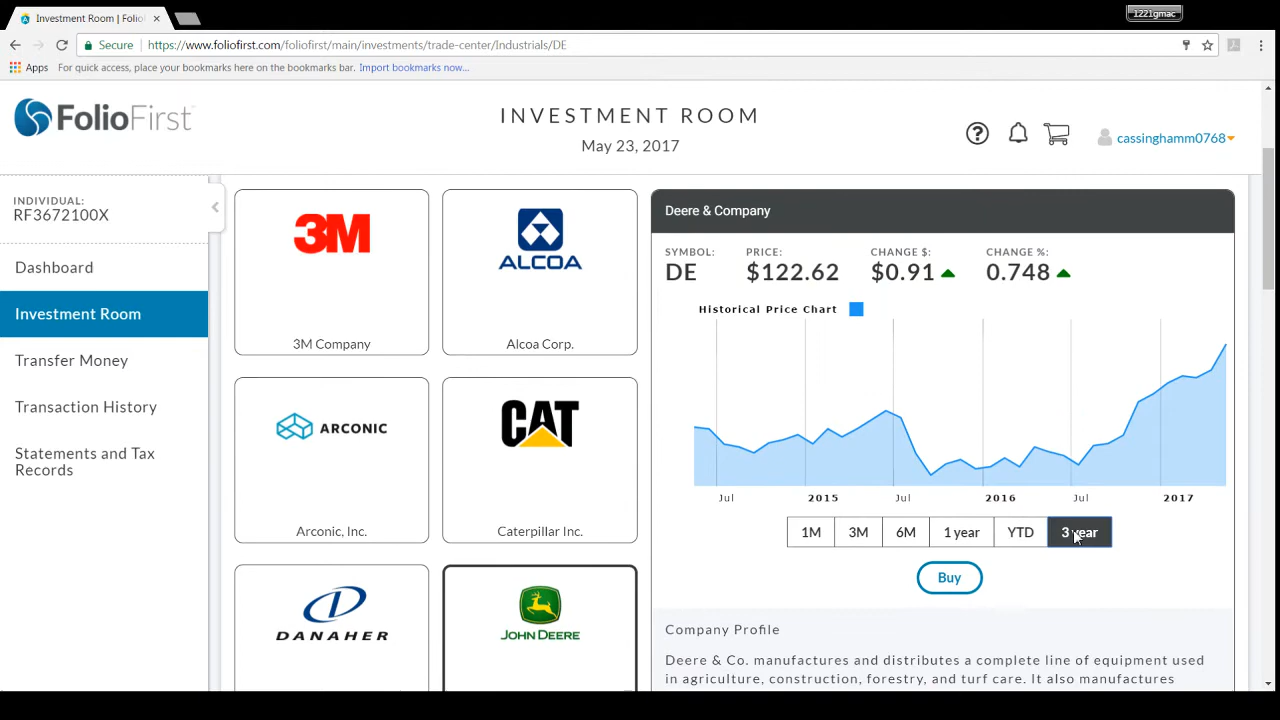 Investment Room | Folio
1221gmac
Secure
https://www.foliofirst.com/foliofirst/main/investments/trade-center/Industrials/DE
Apps
For quick access, place your bookmarks here on the bookmarks bar. Import bookmarks now...
FolioFirst
INVESTMENT ROOM
May 23, 2017
cassinghamm0768
INDIVIDUAL:
RF3672100X
Dashboard
Investment Room
Transfer Money
Transaction History
Statements and Tax
Records
3M
3M Company
ALCOA
Alcoa Corp.
ARCONIC
Arconic, Inc.
CAT
Caterpillar Inc.
DANAHER
JOHN DEERE
Deere & Company
SYMBOL: PRICE: CHANGE $: CHANGE %:
DE $122.62 $0.91 0.748
Historical Price Chart
Jul 2015 Jul 2016 Jul 2017
1M 3M 6M 1 year YTD 3 year
Buy
Company Profile
Deere & Co. manufactures and distributes a complete line of equipment used
in agriculture, construction, forestry, and turf care. It also manufactures